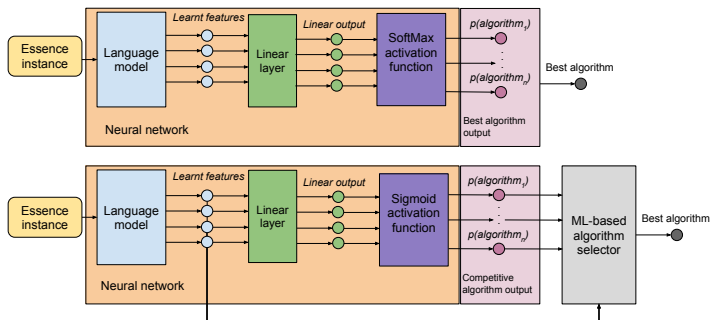 Essence
instance
Language
model
Learnt features
Linear
layer
Linear output
SoftMax
activation
function
p(algorithm₁)
⋮
p(algorithmₙ)
Best algorithm
output
Best algorithm
Neural network
Essence
instance
Language
model
Learnt features
Linear
layer
Linear output
Sigmoid
activation
function
p(algorithm₁)
⋮
p(algorithmₙ)
Competitive
algorithm output
ML-based
algorithm
selector
Best algorithm
Neural network